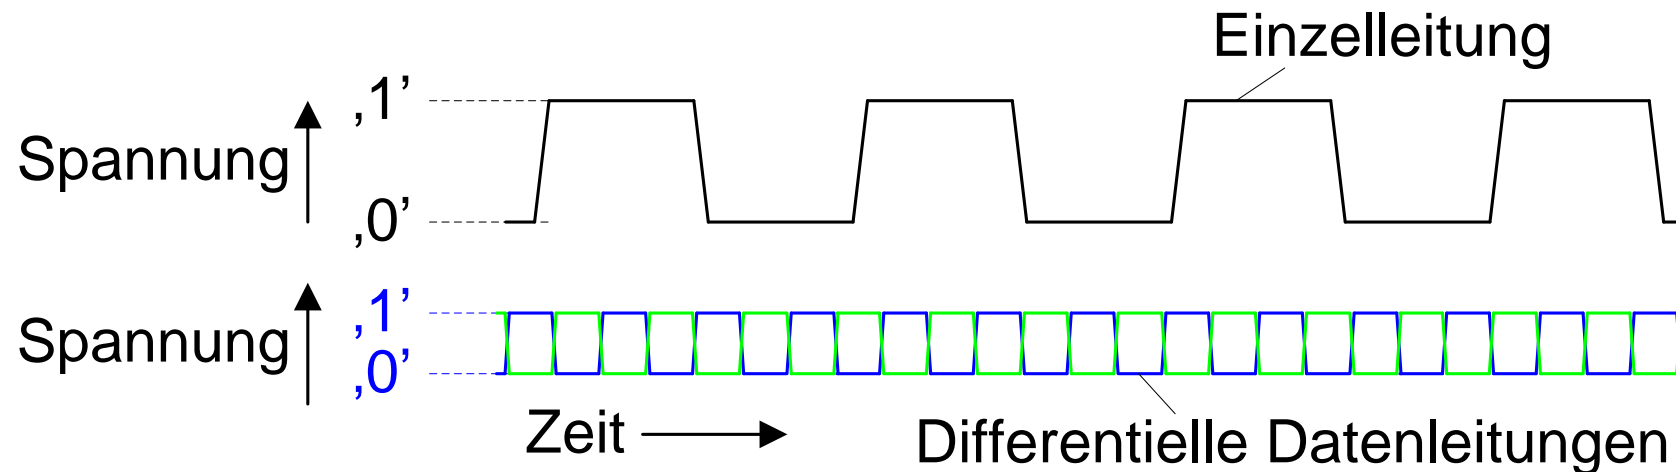 Einzelleitung
‚1’
Spannung
‚0’
‚1’
Spannung
‚0’
Zeit
Differentielle Datenleitungen